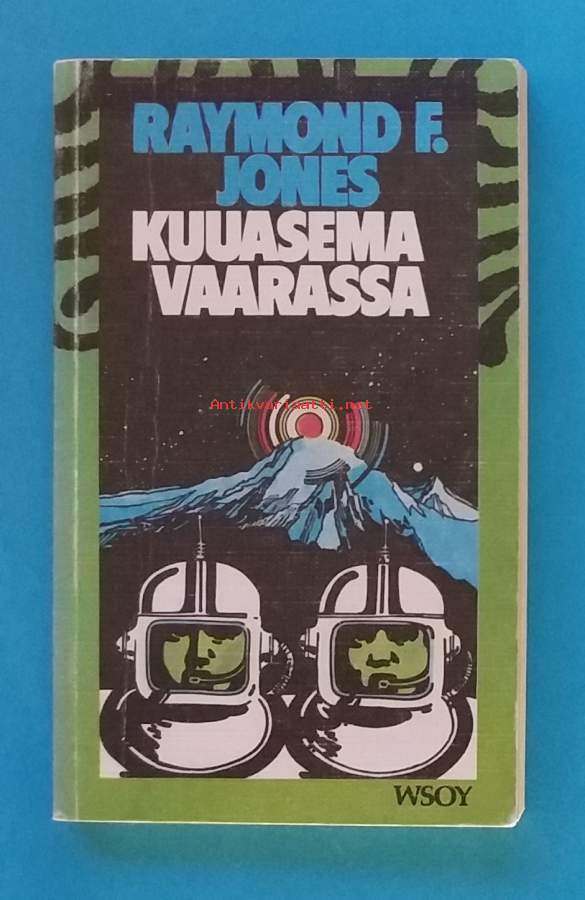 RAYMOND F.
JONES
KUUASEMA
VAARASSA
Antikvariaatti.net
WSOY